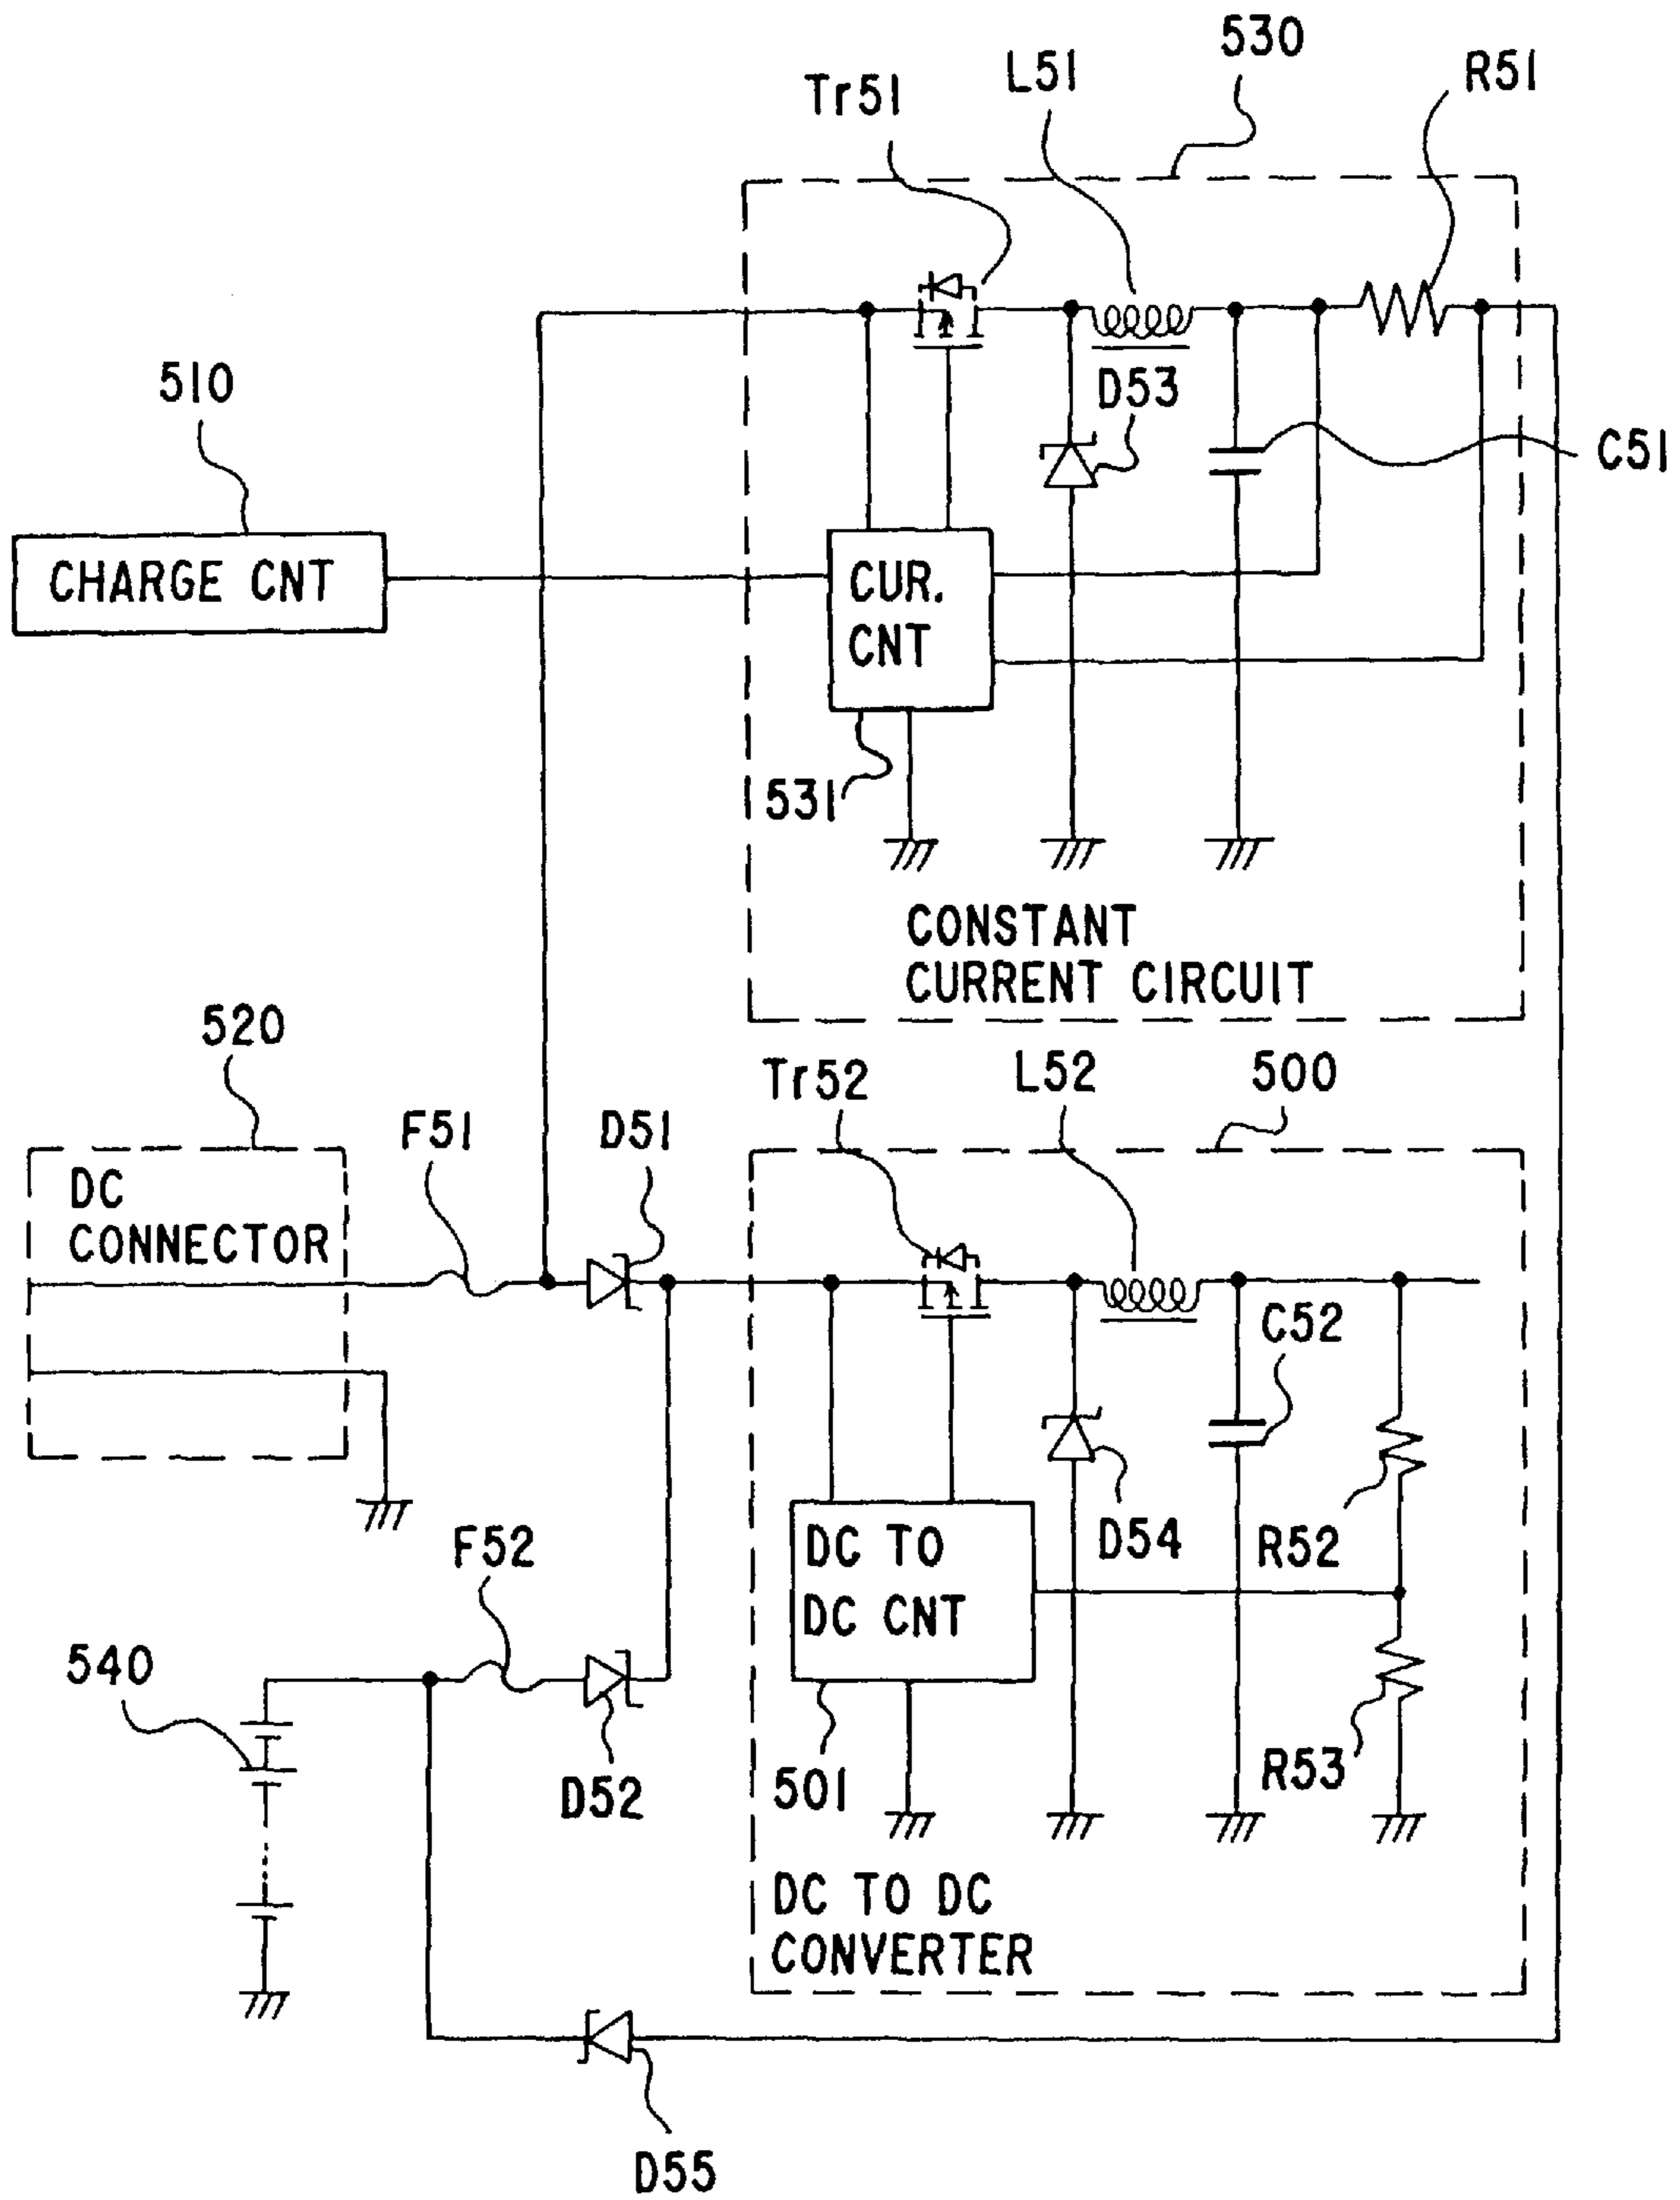 530
L51
R51
Tr51
510
D53
C51
CHARGE CNT
CUR.
CNT
531
CONSTANT
CURRENT CIRCUIT
520
Tr52
L52
500
F51
D51
DC
CONNECTOR
C52
F52
DC TO
DC CNT
D54
R52
540
D52
501
R53
DC TO DC
CONVERTER
D55